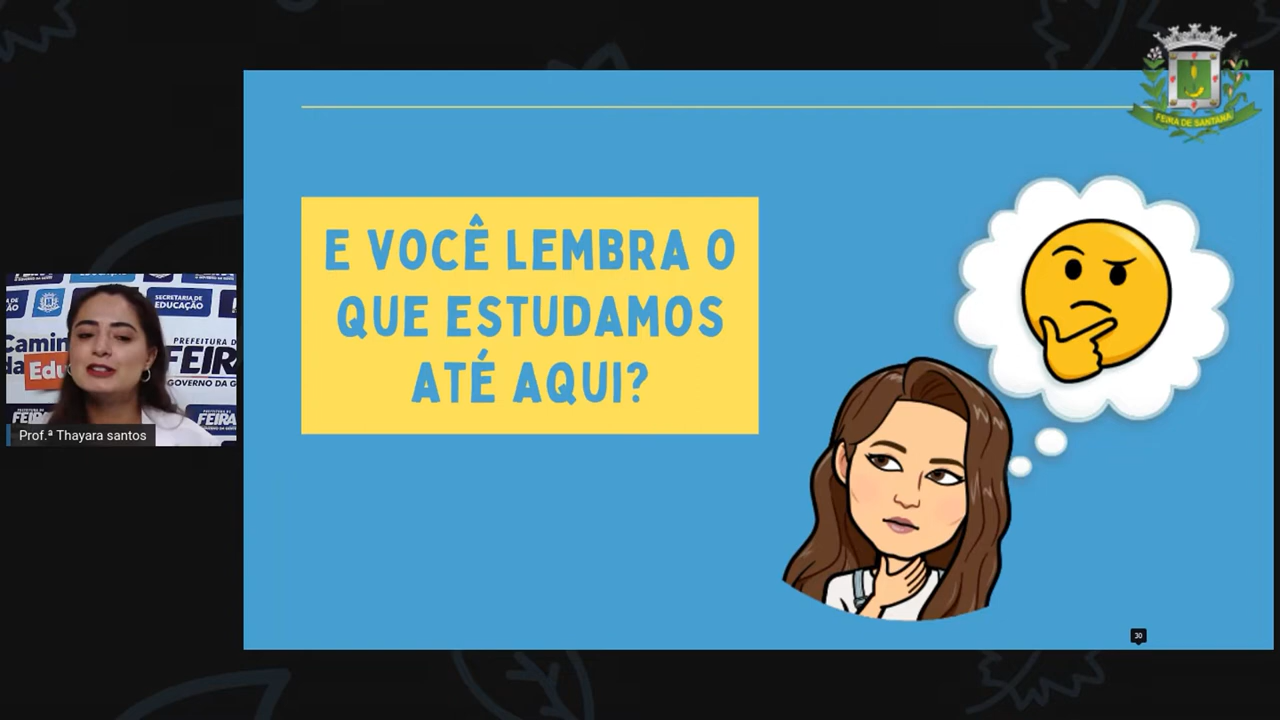 FEIRA DE SANTANA
E VOCÊ LEMBRA O
QUE ESTUDAMOS
ATÉ AQUI?
SECRETARIA DE
EDUCAÇÃO
PREFEITURA
FEIRA
GOVERNO DA
Prof.ª Thayara santos
30